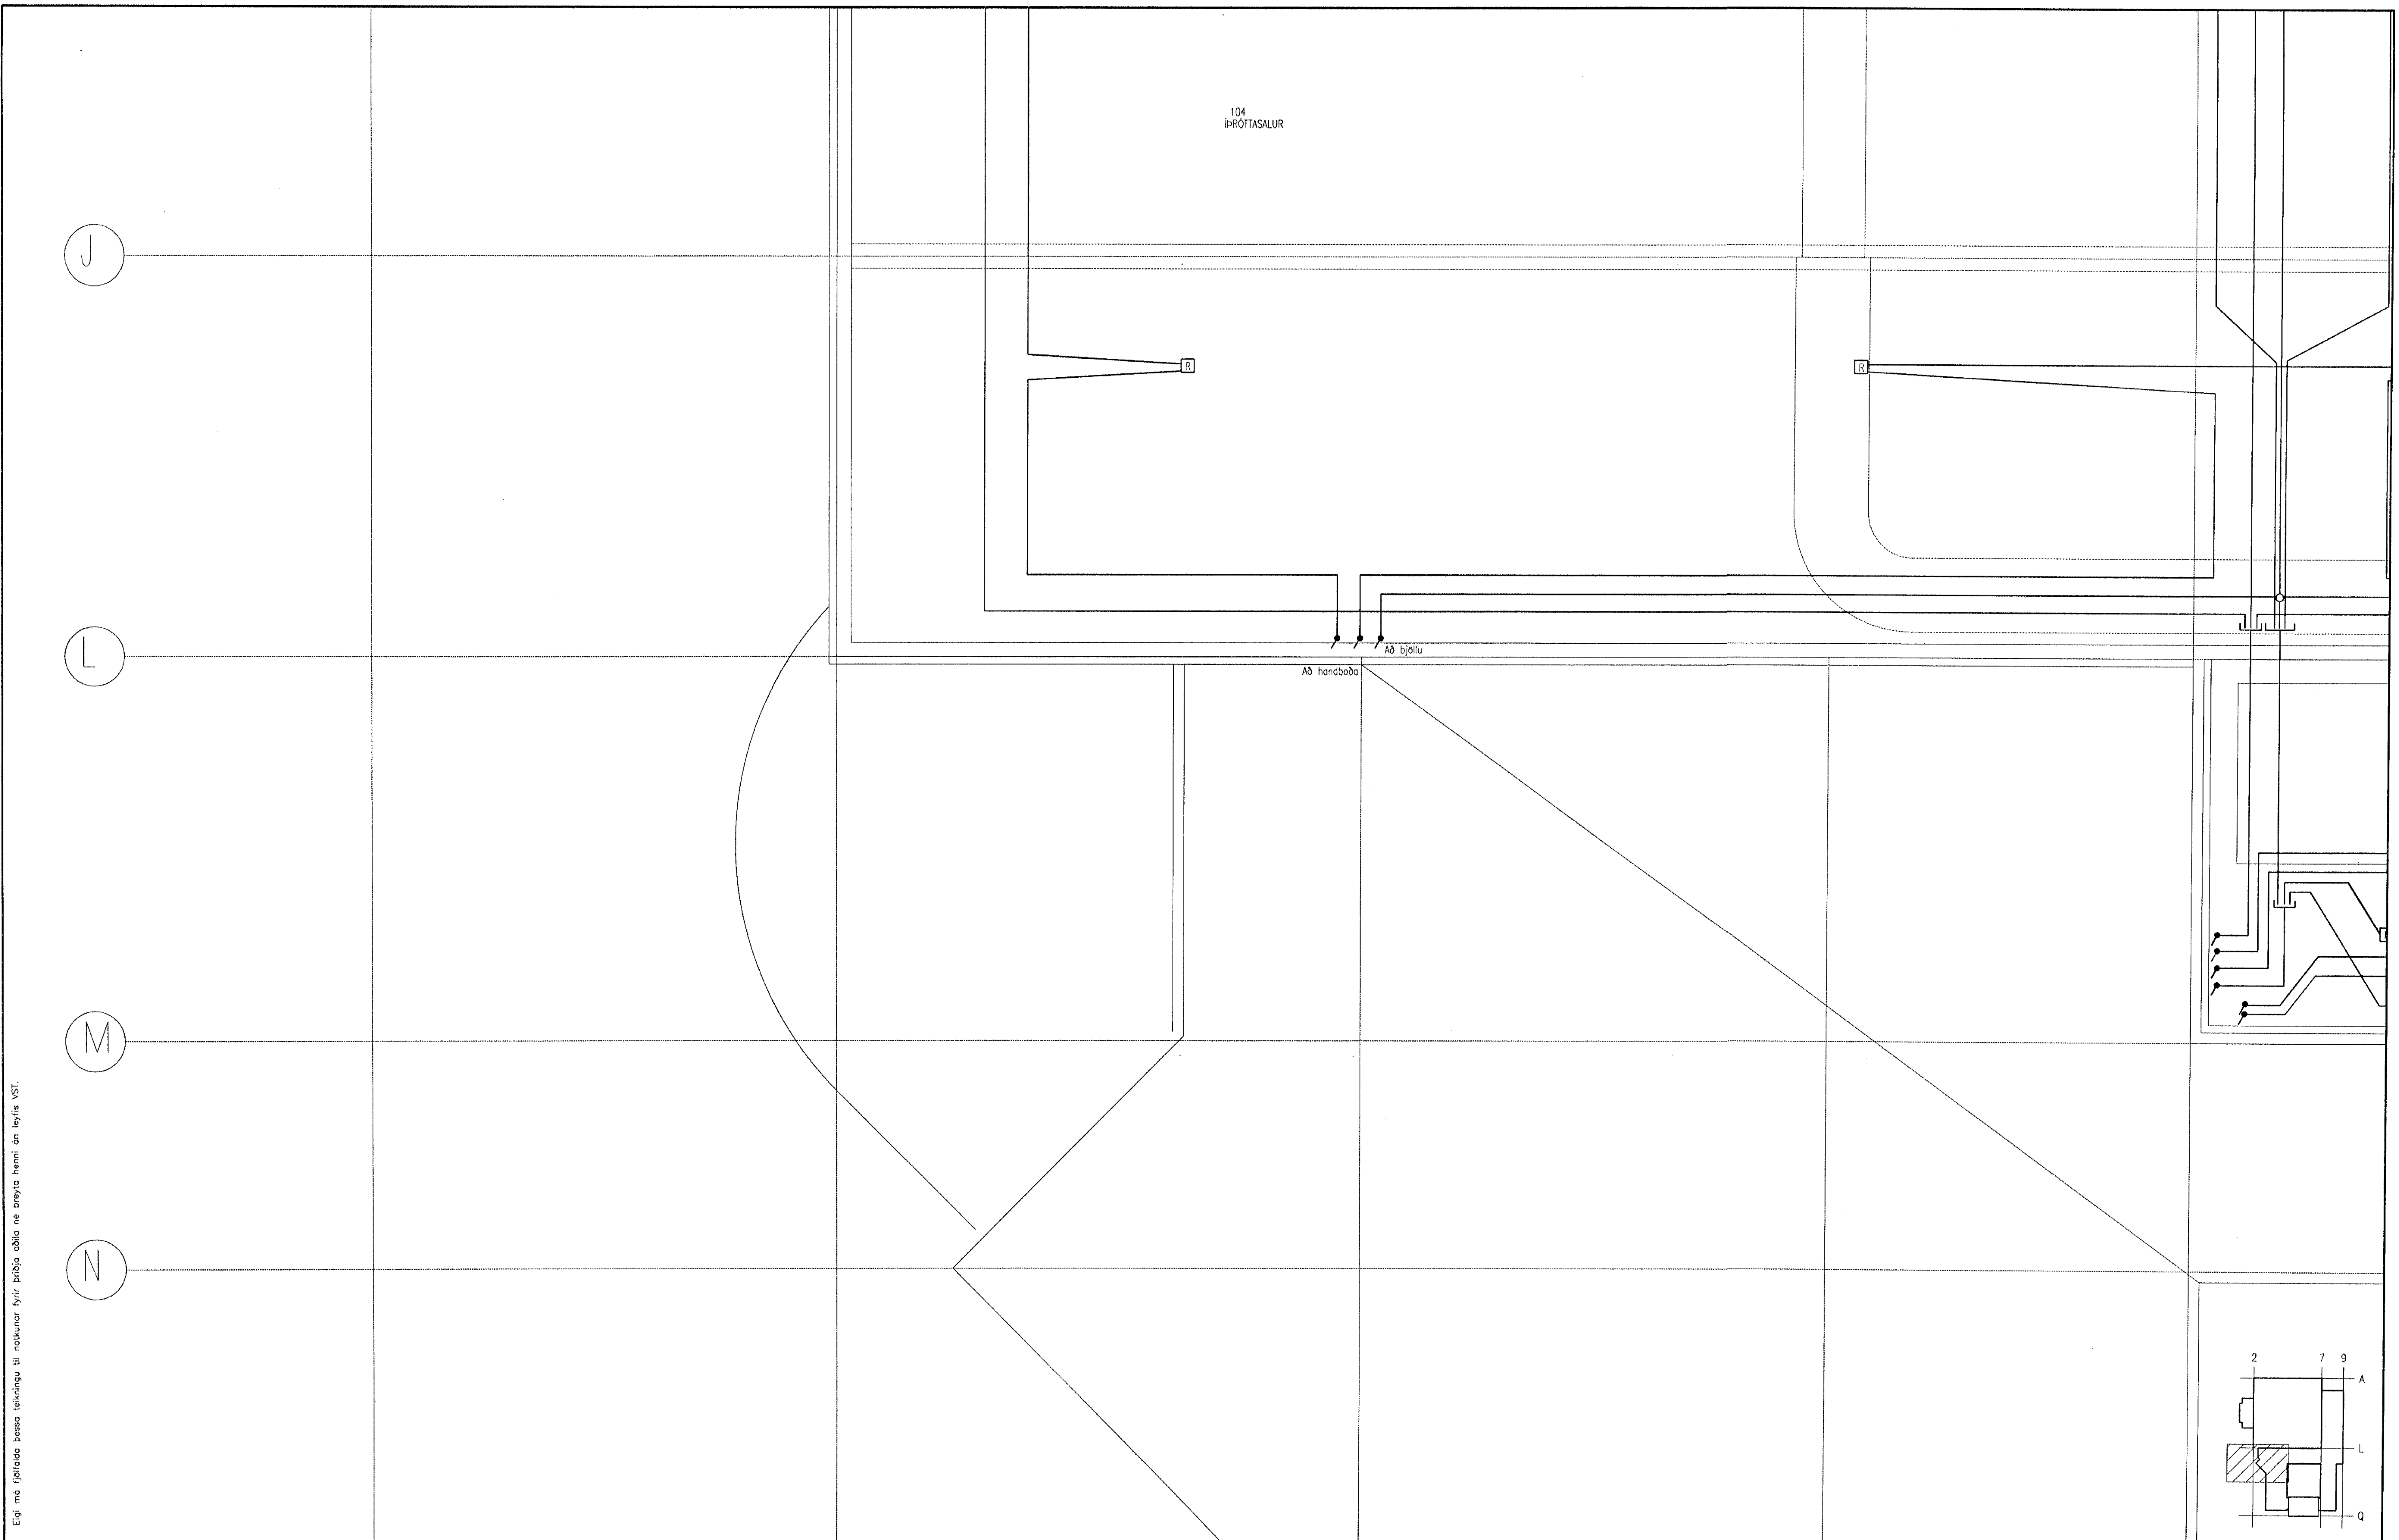 104
ÍÞRÓTTASALUR
J
R
R
L
Að bjöllu
Að handboða
M
N
Eigi má fjölfalda þessa teikningu til notkunar fyrir þriðja aðila né breyta henni án leyfis VST.
2 7 9
A
L
Q